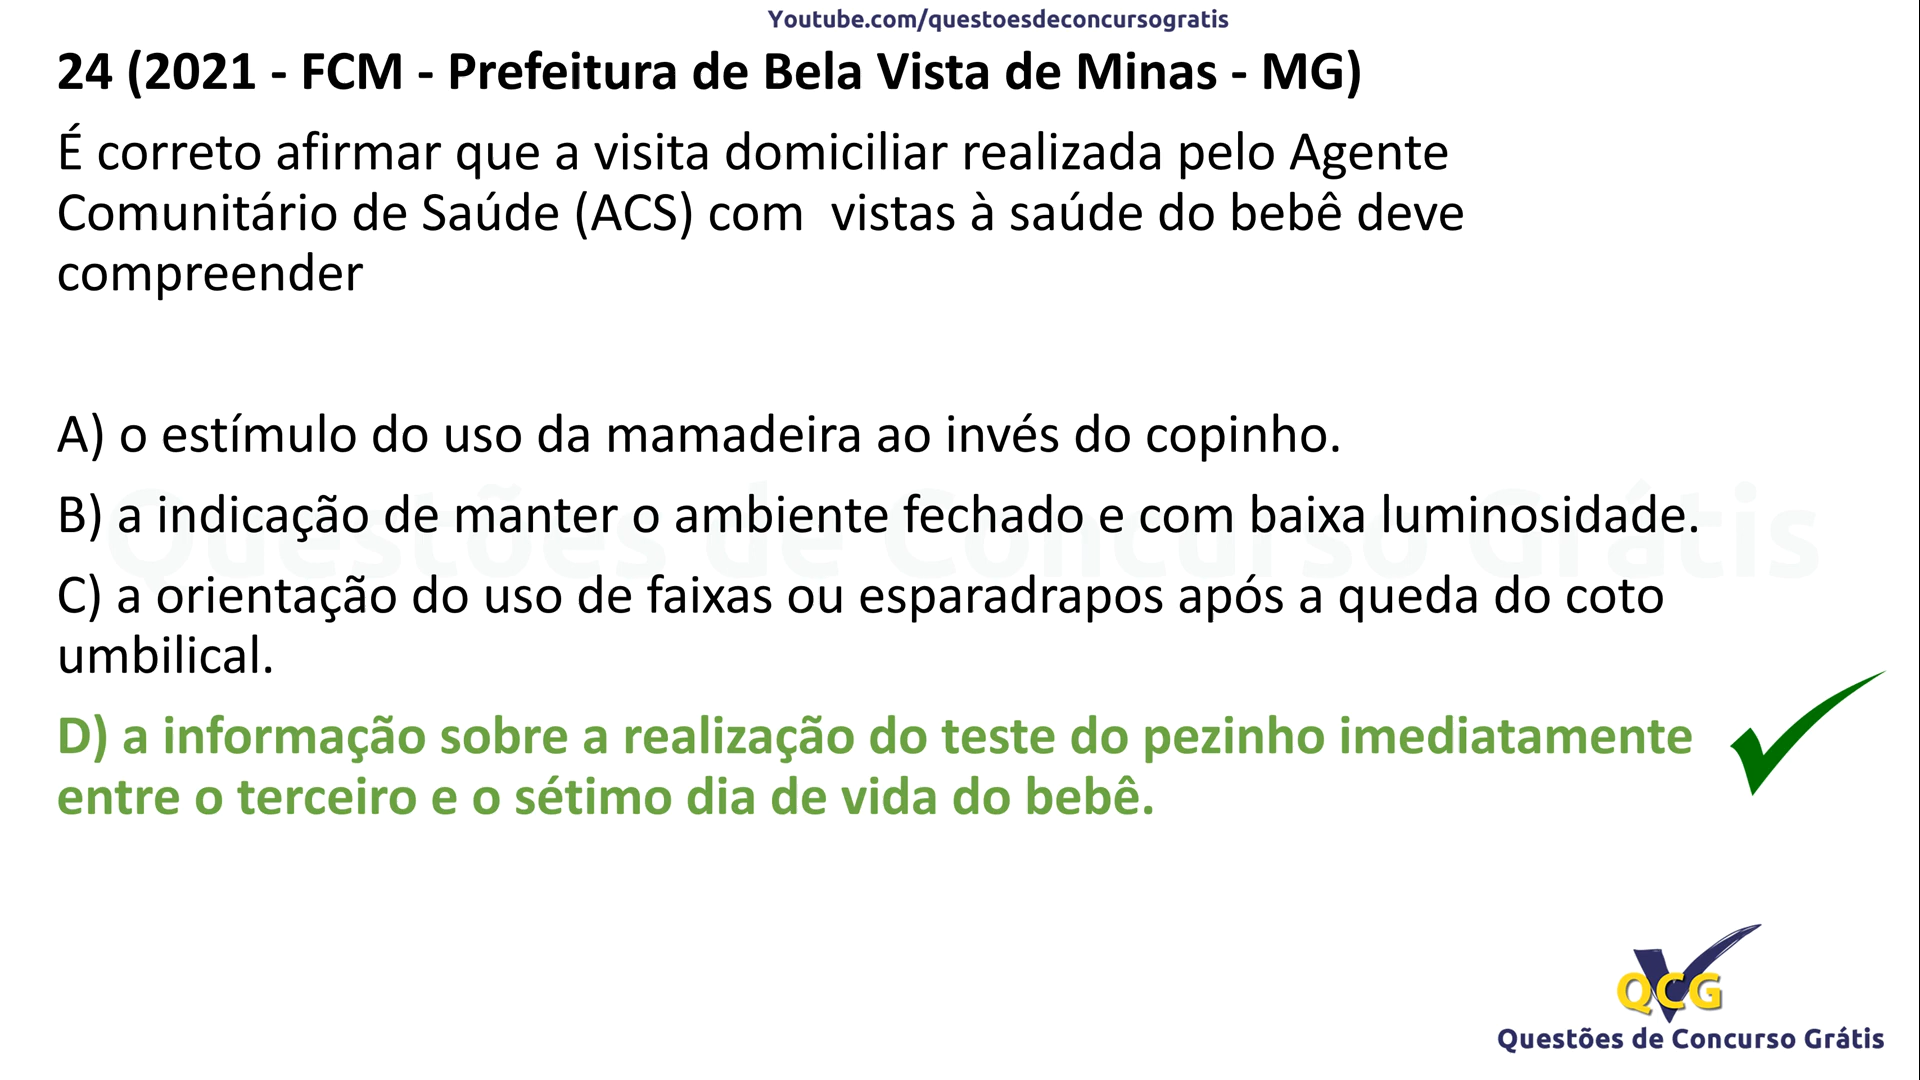 Youtube.com/questoesdeconcursogratis
24 (2021 - FCM - Prefeitura de Bela Vista de Minas - MG)
É correto afirmar que a visita domiciliar realizada pelo Agente
Comunitário de Saúde (ACS) com  vistas à saúde do bebê deve
compreender
A) o estímulo do uso da mamadeira ao invés do copinho.
Questões de Concurso Grátis
B) a indicação de manter o ambiente fechado e com baixa luminosidade.
C) a orientação do uso de faixas ou esparadrapos após a queda do coto
umbilical.
D) a informação sobre a realização do teste do pezinho imediatamente
entre o terceiro e o sétimo dia de vida do bebê.
QCG
Questões de Concurso Grátis